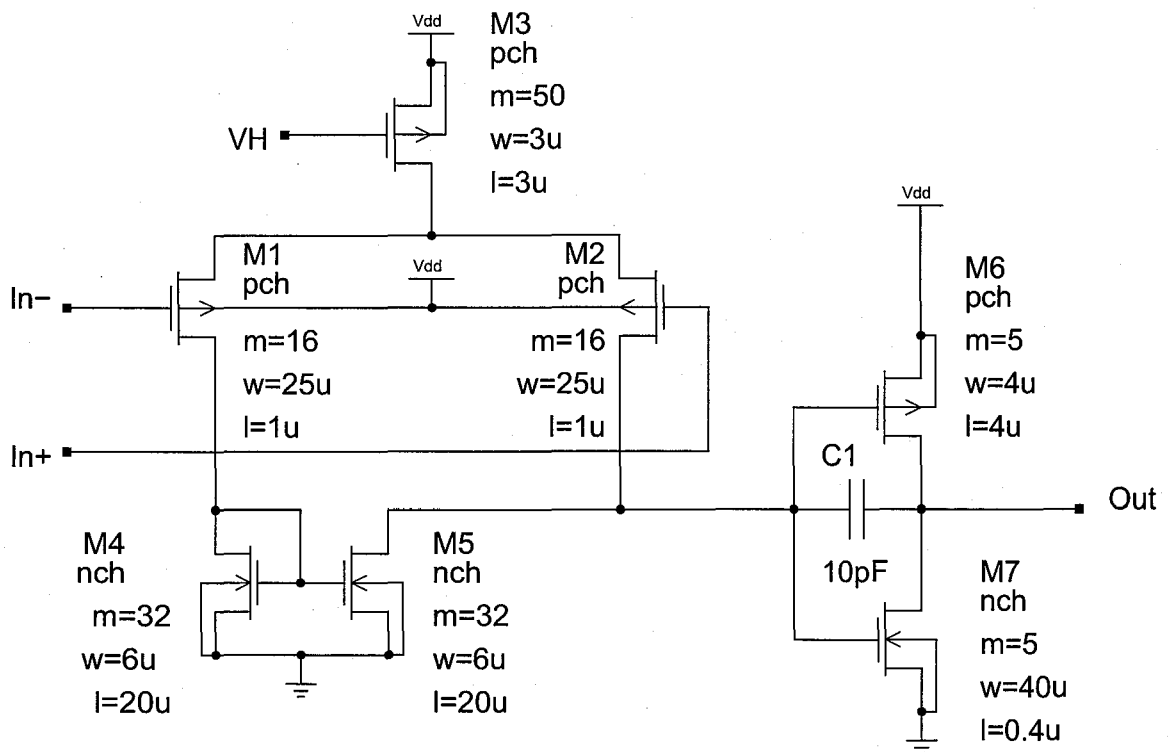 Vdd
M3
pch
m=50
w=3u
l=3u
VH
Vdd
M1
pch
m=16
w=25u
l=1u
Vdd
M2
pch
m=16
w=25u
l=1u
In−
In+
M6
pch
m=5
w=4u
l=4u
C1
10pF
Out
M4
nch
m=32
w=6u
l=20u
M5
nch
m=32
w=6u
l=20u
M7
nch
m=5
w=40u
l=0.4u